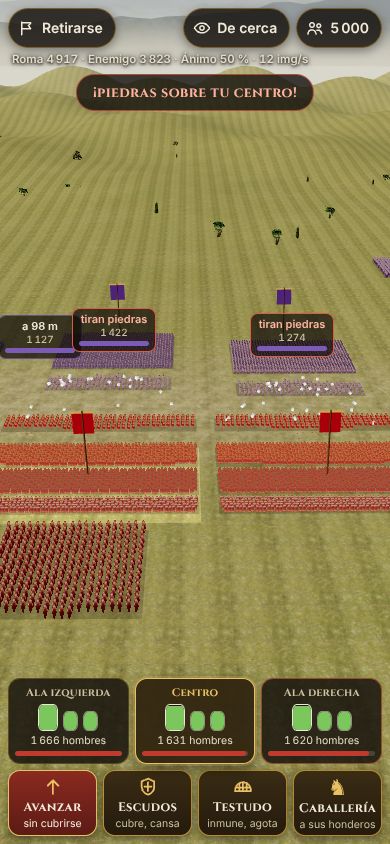 Retirarse
De cerca
5 000
Roma 4 917 · Enemigo 3 823 · Ánimo 50 % · 12 img/s
¡PIEDRAS SOBRE TU CENTRO!
a 98 m
1 127
tiran piedras
1 422
tiran piedras
1 274
ALA IZQUIERDA
1 666 hombres
CENTRO
1 631 hombres
ALA DERECHA
1 620 hombres
AVANZAR
sin cubrirse
ESCUDOS
cubre, cansa
TESTUDO
inmune, agota
CABALLERÍA
a sus honderos